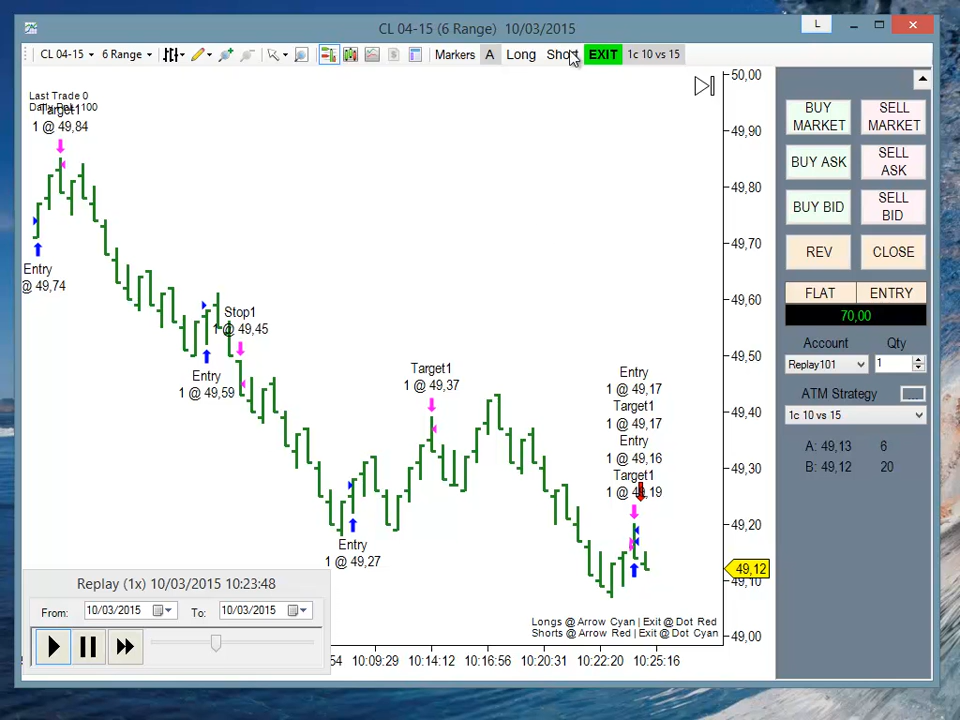 CL 04-15 (6 Range)  10/03/2015
L
CL 04-15
6 Range
Markers
A
Long
Short
EXIT
1c 10 vs 15
Last Trade 0
Target1
1 @ 49,84
Entry
@ 49,74
Stop1
1 @ 49,45
Entry
1 @ 49,59
Target1
1 @ 49,37
Entry
1 @ 49,27
Entry
1 @ 49,17
Target1
1 @ 49,17
Entry
1 @ 49,16
Target1
1 @ 49,19
50,00
49,90
49,80
49,70
49,60
49,50
49,40
49,30
49,20
49,12
49,10
49,00
Longs @ Arrow Cyan | Exit @ Dot Red
Shorts @ Arrow Red | Exit @ Dot Cyan
54
10:09:29
10:14:12
10:16:56
10:20:31
10:22:20
10:25:16
Replay (1x) 10/03/2015 10:23:48
From:
10/03/2015
To:
10/03/2015
BUY
MARKET
SELL
MARKET
BUY ASK
SELL
ASK
BUY BID
SELL
BID
REV
CLOSE
FLAT
ENTRY
70,00
Account
Qty
Replay101
1
ATM Strategy
1c 10 vs 15
A: 49,13
6
B: 49,12
20